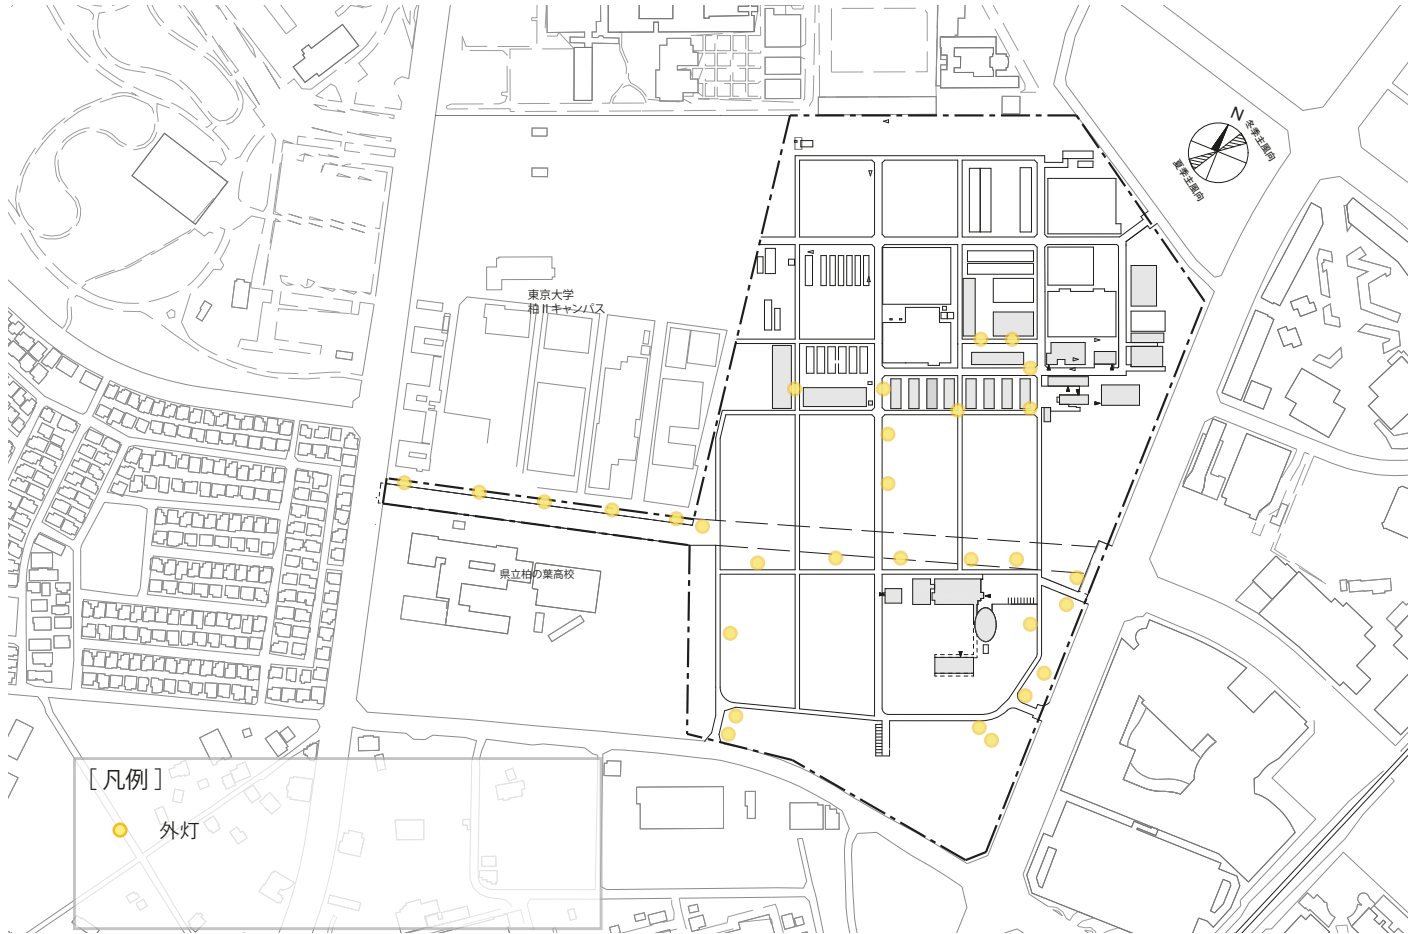 N
冬季主風向
夏季主風向
東京大学
柏IIキャンパス
県立柏の葉高校
［凡例］
外灯